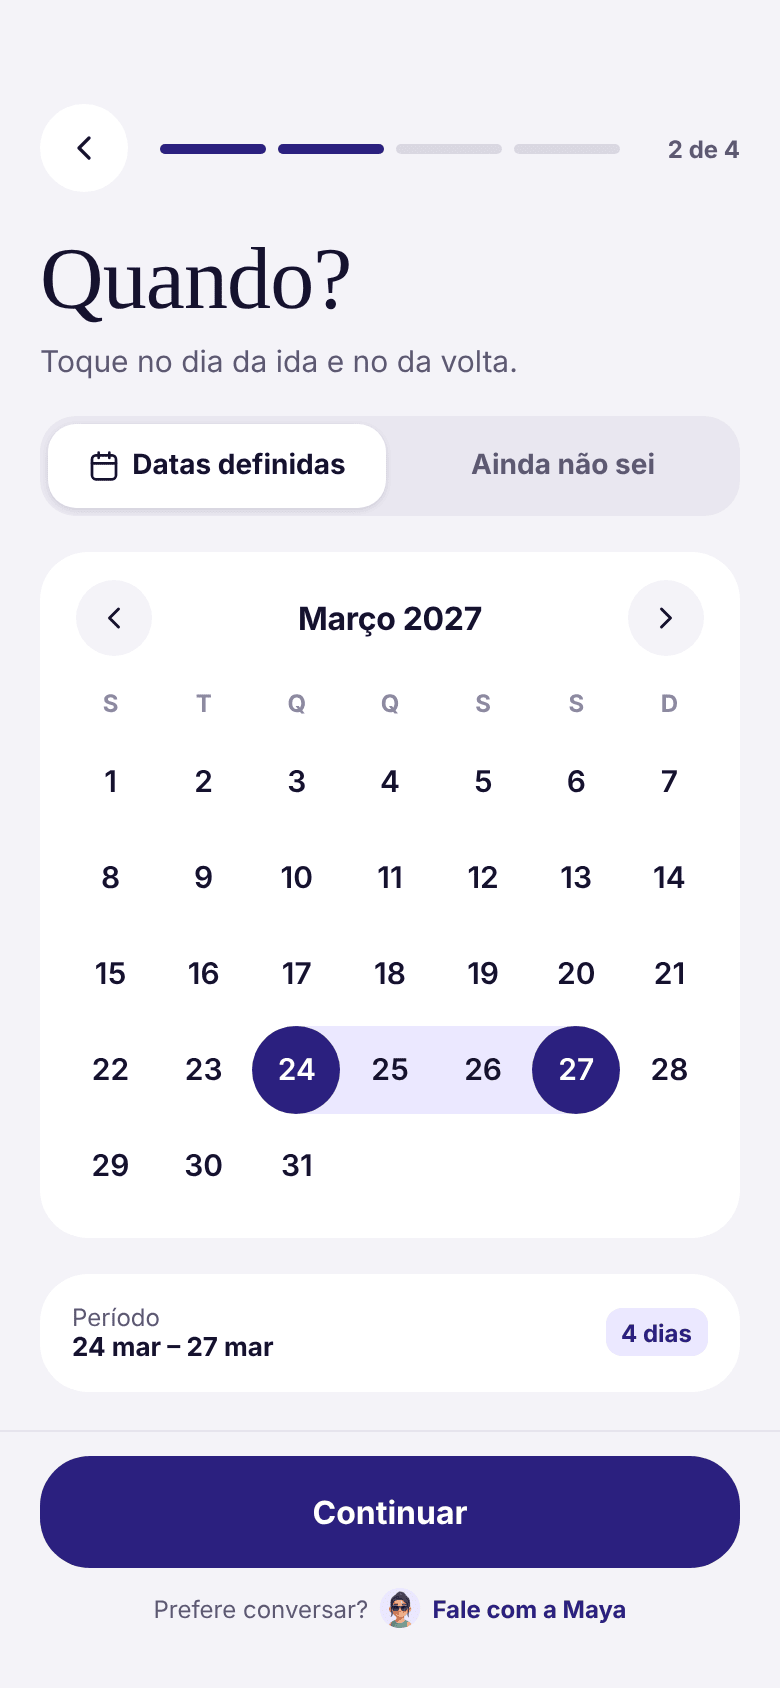 2 de 4
Quando?
Toque no dia da ida e no da volta.
Datas definidas Ainda não sei
Março 2027
S T Q Q S S D
1 2 3 4 5 6 7
8 9 10 11 12 13 14
15 16 17 18 19 20 21
22 23 24 25 26 27 28
29 30 31
Período
24 mar – 27 mar
4 dias
Continuar
Prefere conversar? Fale com a Maya